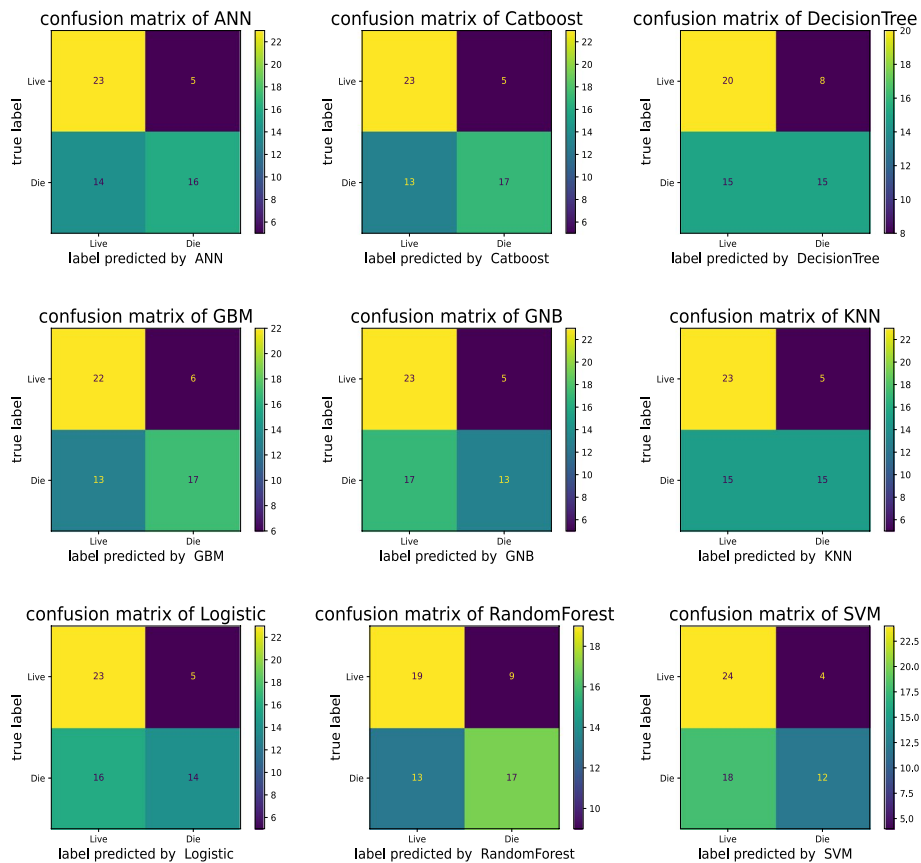 confusion matrix of ANN
true label
Live
Die
23
5
14
16
Live
Die
label predicted by ANN
22
20
18
16
14
12
10
8
6
confusion matrix of Catboost
true label
Live
Die
23
5
13
17
Live
Die
label predicted by Catboost
22
20
18
16
14
12
10
8
6
confusion matrix of DecisionTree
true label
Live
Die
20
8
15
15
Live
Die
label predicted by DecisionTree
20
18
16
14
12
10
8
confusion matrix of GBM
true label
Live
Die
22
6
13
17
Live
Die
label predicted by GBM
22
20
18
16
14
12
10
8
6
confusion matrix of GNB
true label
Live
Die
23
5
17
13
Live
Die
label predicted by GNB
22
20
18
16
14
12
10
8
6
confusion matrix of KNN
true label
Live
Die
23
5
15
15
Live
Die
label predicted by KNN
22
20
18
16
14
12
10
8
6
confusion matrix of Logistic
true label
Live
Die
23
5
16
14
Live
Die
label predicted by Logistic
22
20
18
16
14
12
10
8
6
confusion matrix of RandomForest
true label
Live
Die
19
9
13
17
Live
Die
label predicted by RandomForest
18
16
14
12
10
confusion matrix of SVM
true label
Live
Die
24
4
18
12
Live
Die
label predicted by SVM
22.5
20.0
17.5
15.0
12.5
10.0
7.5
5.0